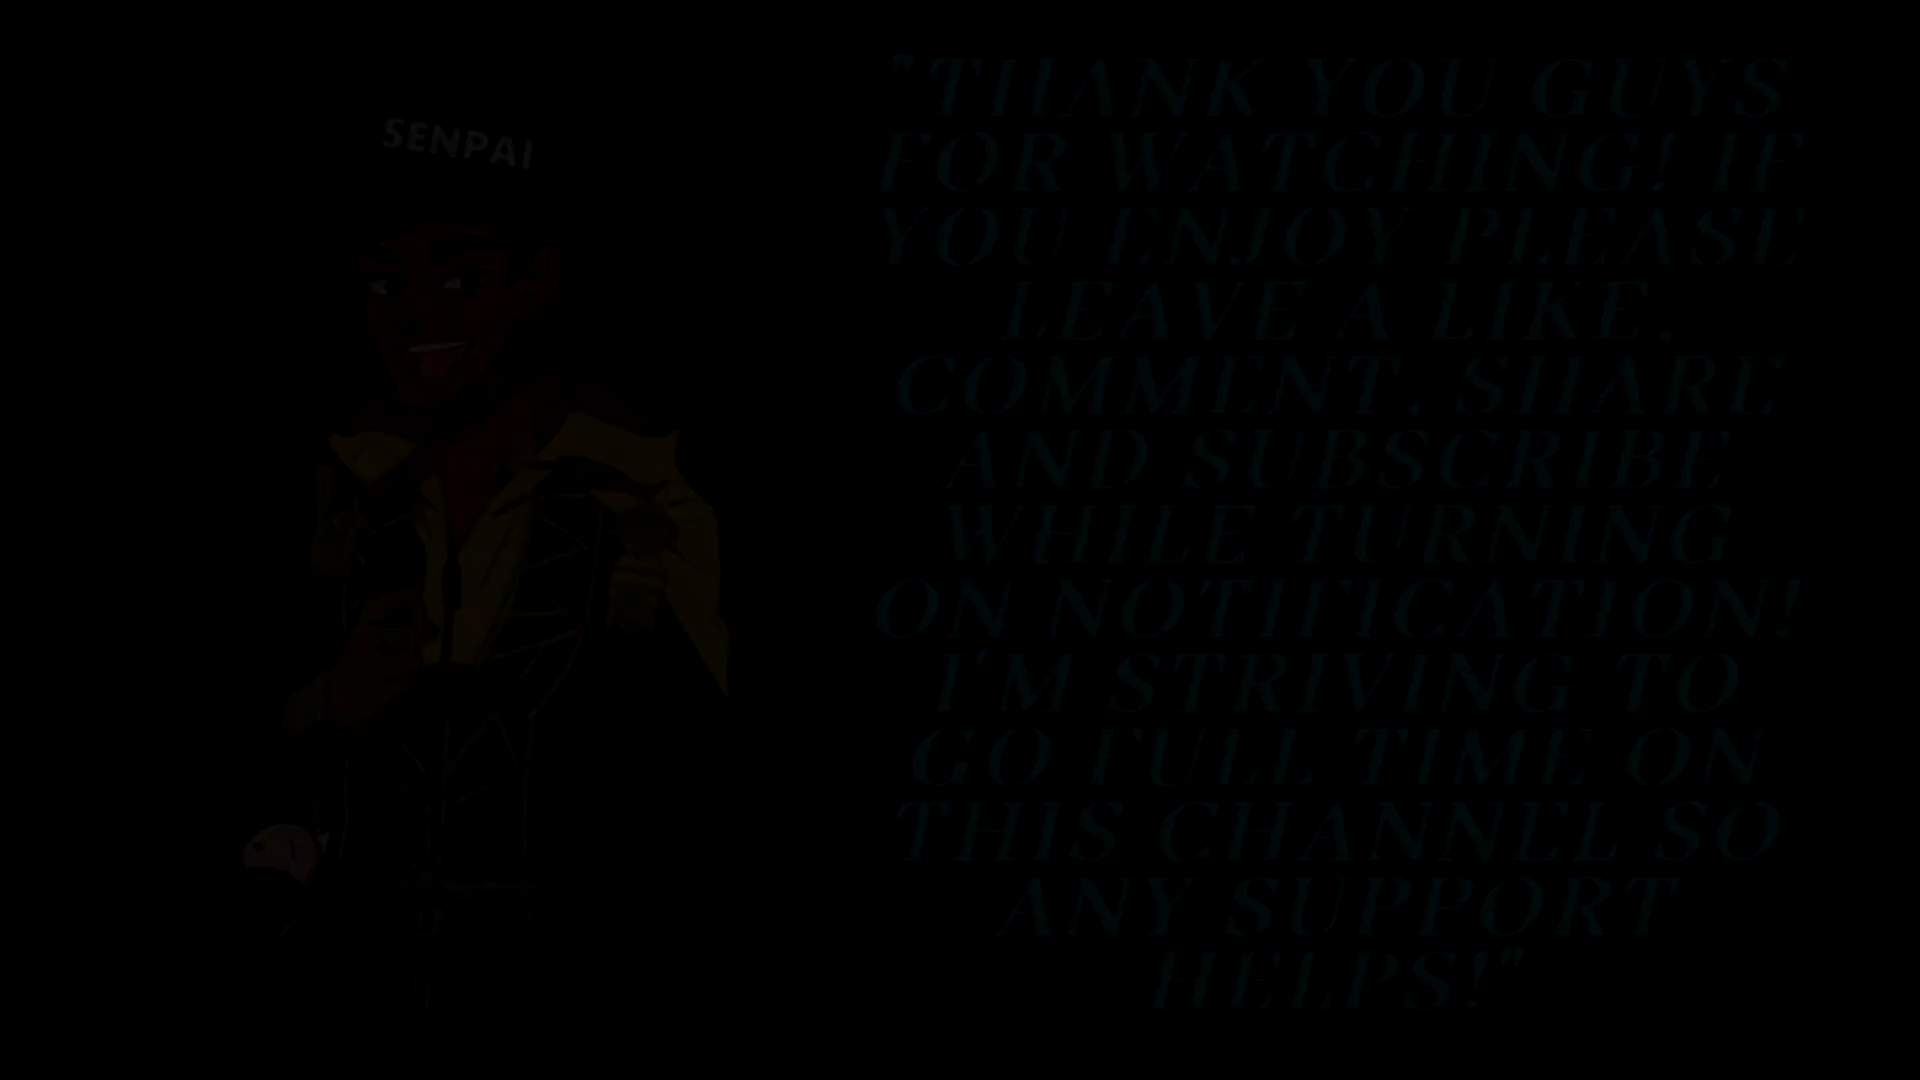 SENPAI
"THANK YOU GUYS
FOR WATCHING! IF
YOU ENJOY PLEASE
LEAVE A LIKE,
COMMENT, SHARE
AND SUBSCRIBE
WHILE TURNING
ON NOTIFICATION!
I'M STRIVING TO
GO FULL TIME ON
THIS CHANNEL SO
ANY SUPPORT
HELPS!"